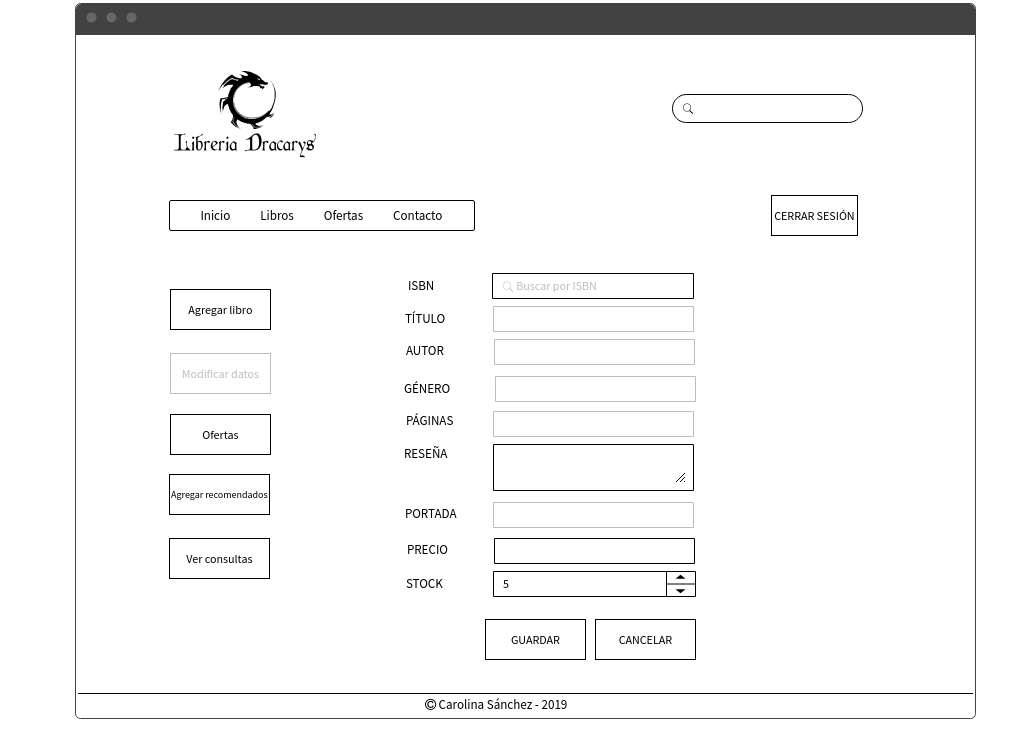 Libreria Dracarys
Inicio Libros Ofertas Contacto
CERRAR SESIÓN
Agregar libro
Modificar datos
Ofertas
Agregar recomendados
Ver consultas
ISBN Buscar por ISBN
TÍTULO
AUTOR
GÉNERO
PÁGINAS
RESEÑA
PORTADA
PRECIO
STOCK 5
GUARDAR CANCELAR
© Carolina Sánchez - 2019